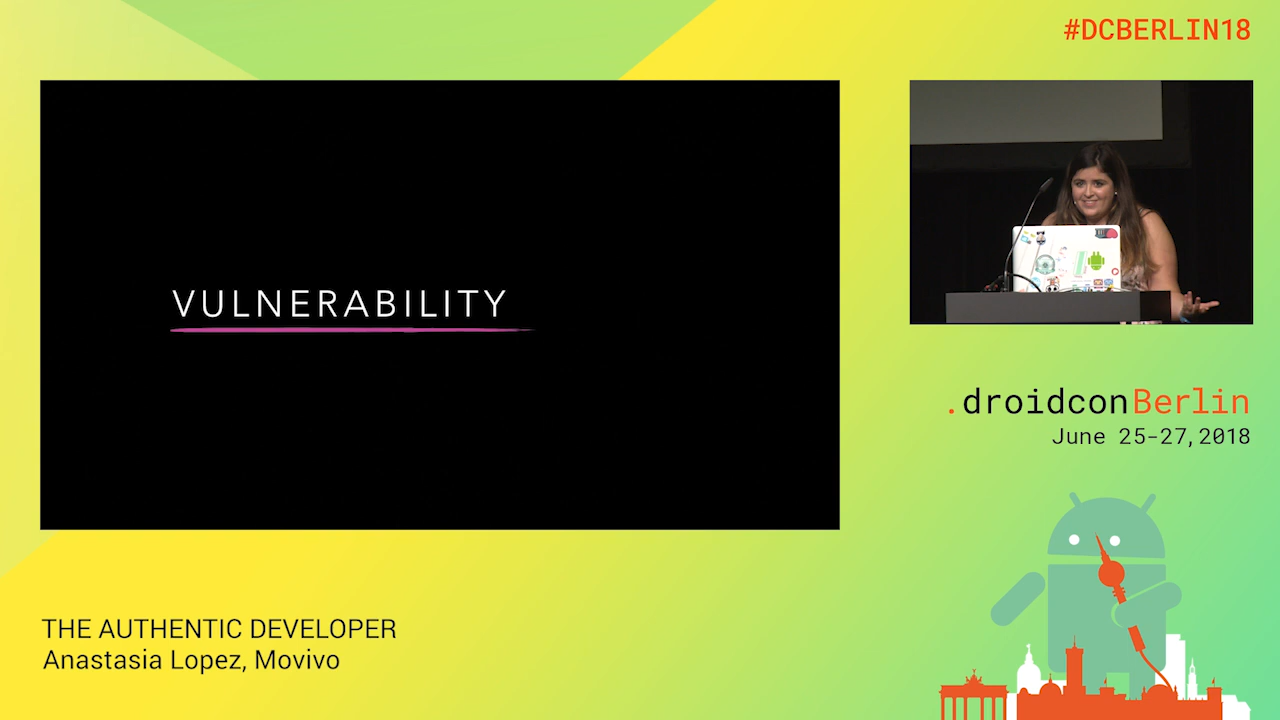 #DCBERLIN18
VULNERABILITY
.droidconBerlin
June 25-27, 2018
THE AUTHENTIC DEVELOPER
Anastasia Lopez, Movivo